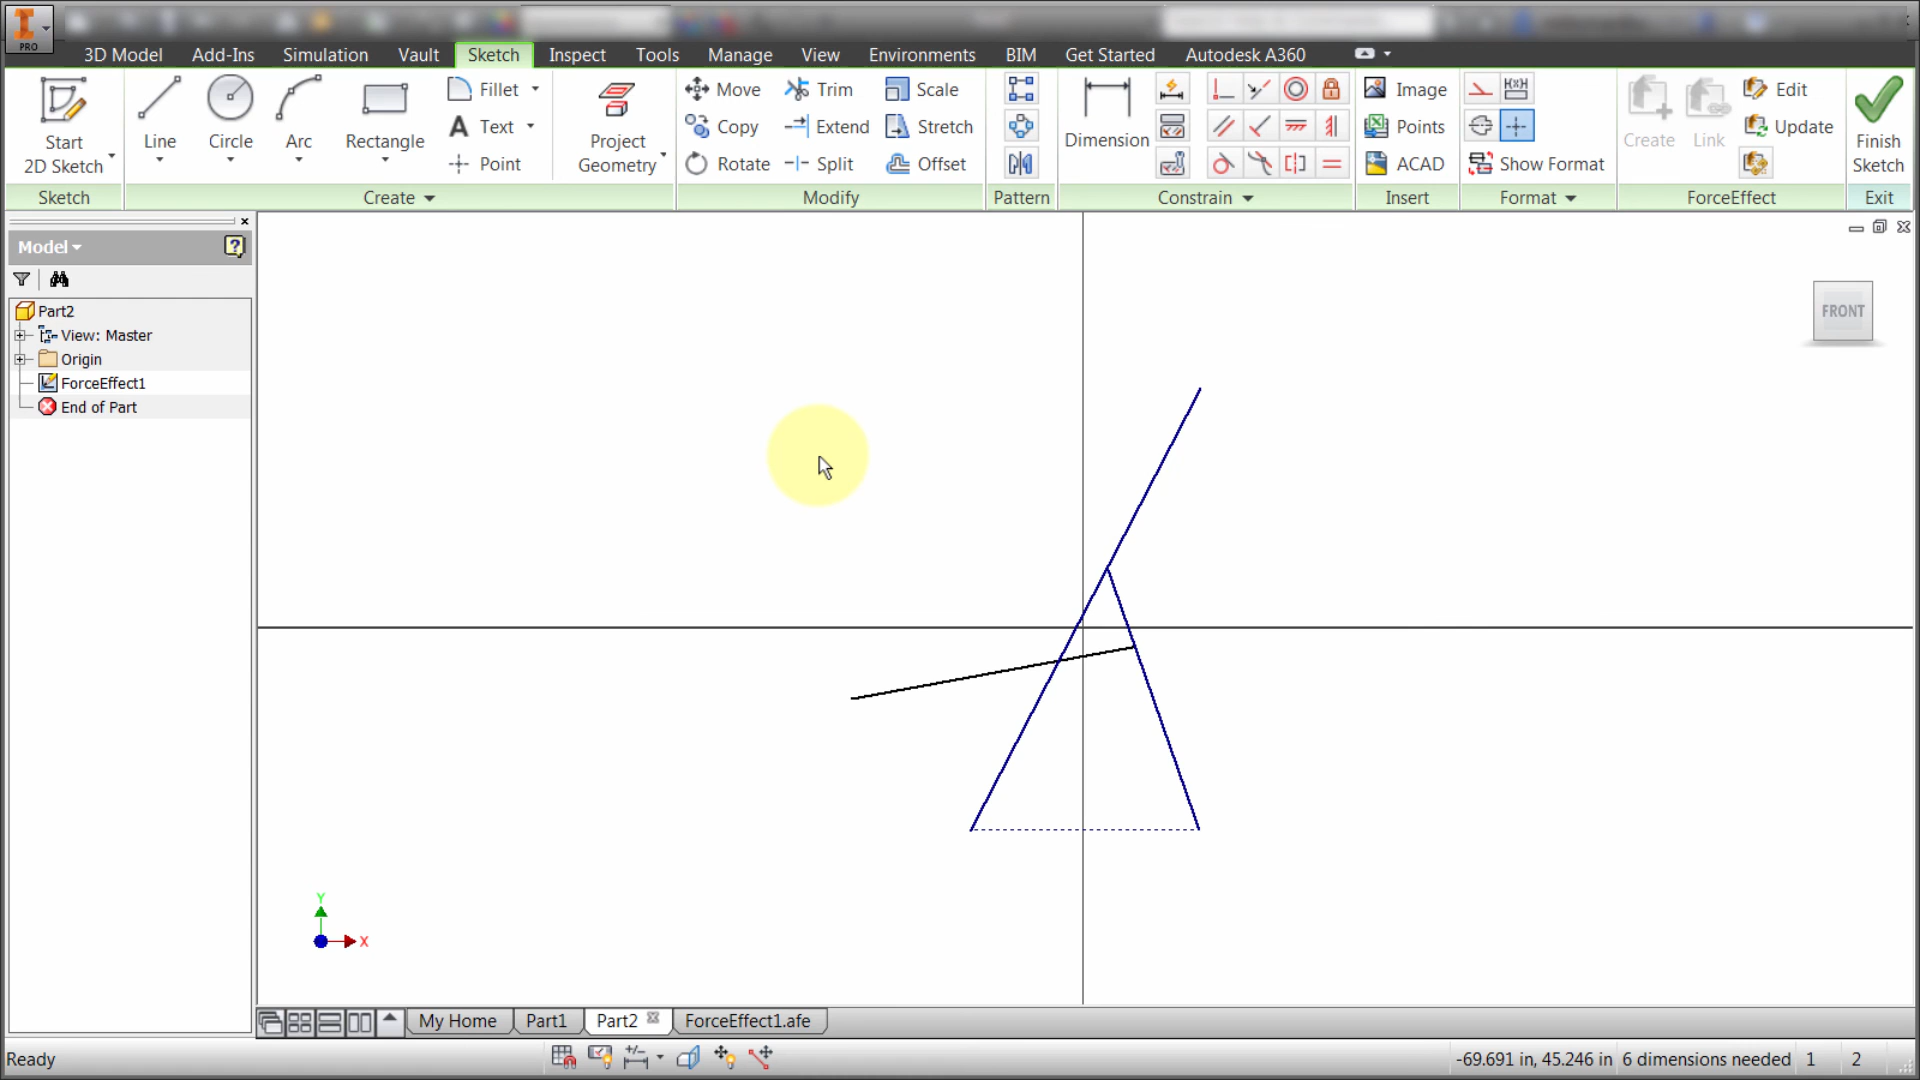 PRO
3D Model Add-Ins Simulation Vault Sketch Inspect Tools Manage View Environments BIM Get Started Autodesk A360
Start
2D Sketch
Line
Circle
Arc
Rectangle
Fillet
Text
Point
Project
Geometry
Move
Copy
Rotate
Trim
Extend
Split
Scale
Stretch
Offset
Dimension
Image
Points
ACAD
Show Format
Create
Link
Edit
Update
Finish
Sketch
Sketch Create Modify Pattern Constrain Insert Format ForceEffect Exit
Model
Part2
View: Master
Origin
ForceEffect1
End of Part
FRONT
Y
X
My Home Part1 Part2 ForceEffect1.afe
Ready
-69.691 in, 45.246 in 6 dimensions needed 1 2